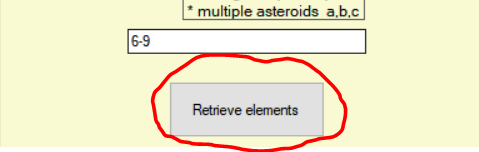 * multiple asteroids a,b,c
6-9
Retrieve elements